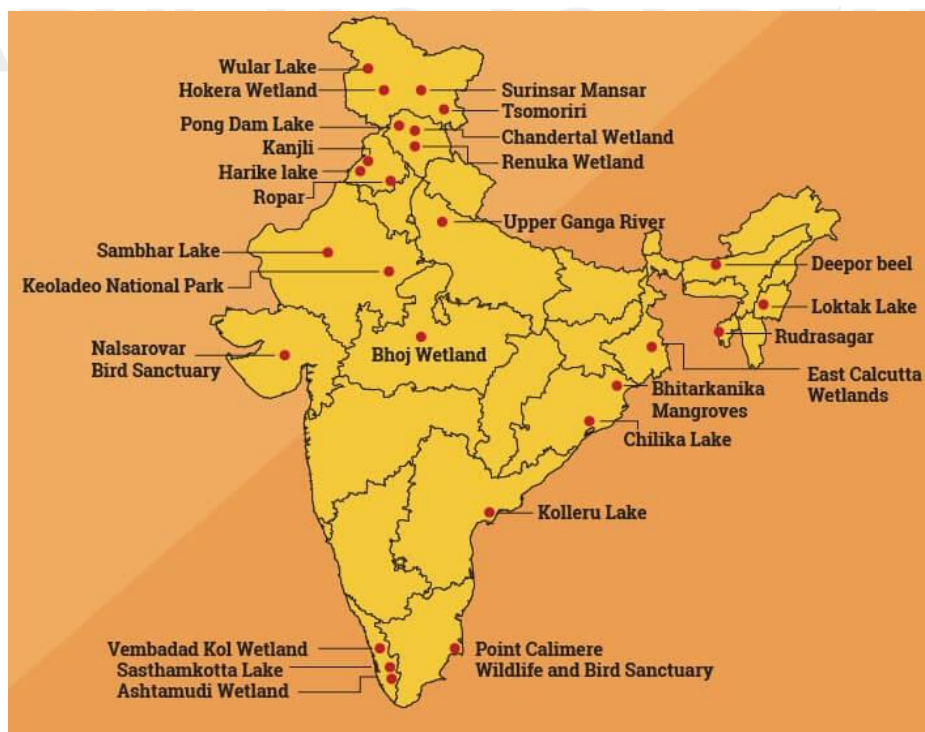 Wular Lake
Hokera Wetland
Surinsar Mansar
Tsomoriri
Pong Dam Lake
Chandertal Wetland
Kanjli
Renuka Wetland
Harike lake
Ropar
Upper Ganga River
Sambhar Lake
Deepor beel
Keoladeo National Park
Loktak Lake
Rudrasagar
Nalsarovar
Bird Sanctuary
Bhoj Wetland
East Calcutta
Wetlands
Bhitarkanika
Mangroves
Chilika Lake
Kolleru Lake
Vembadad Kol Wetland
Sasthamkotta Lake
Ashtamudi Wetland
Point Calimere
Wildlife and Bird Sanctuary